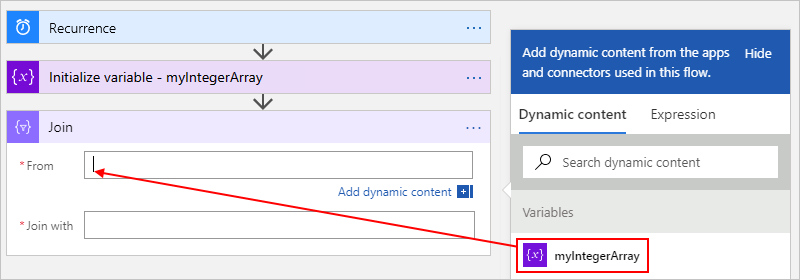 Recurrence
Initialize variable - myIntegerArray
{x}
Join
{▿}
* From
Add dynamic content
* Join with
Add dynamic content from the apps
and connectors used in this flow.
Hide
Dynamic content
Expression
Search dynamic content
Variables
{x}
myIntegerArray